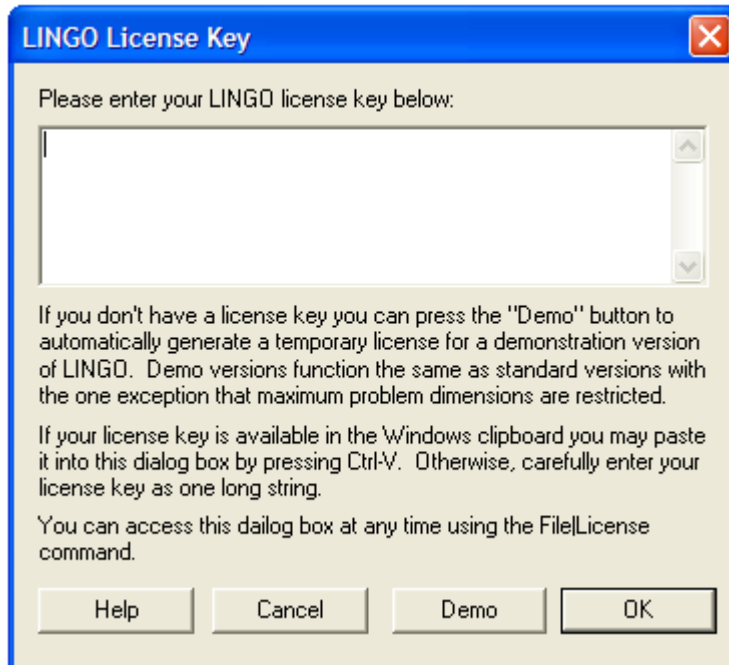 LINGO License Key
Please enter your LINGO license key below:
If you don't have a license key you can press the "Demo" button to
automatically generate a temporary license for a demonstration version
of LINGO.  Demo versions function the same as standard versions with
the one exception that maximum problem dimensions are restricted.
If your license key is available in the Windows clipboard you may paste
it into this dialog box by pressing Ctrl-V.  Otherwise, carefully enter your
license key as one long string.
You can access this dailog box at any time using the File|License
command.
Help Cancel Demo OK